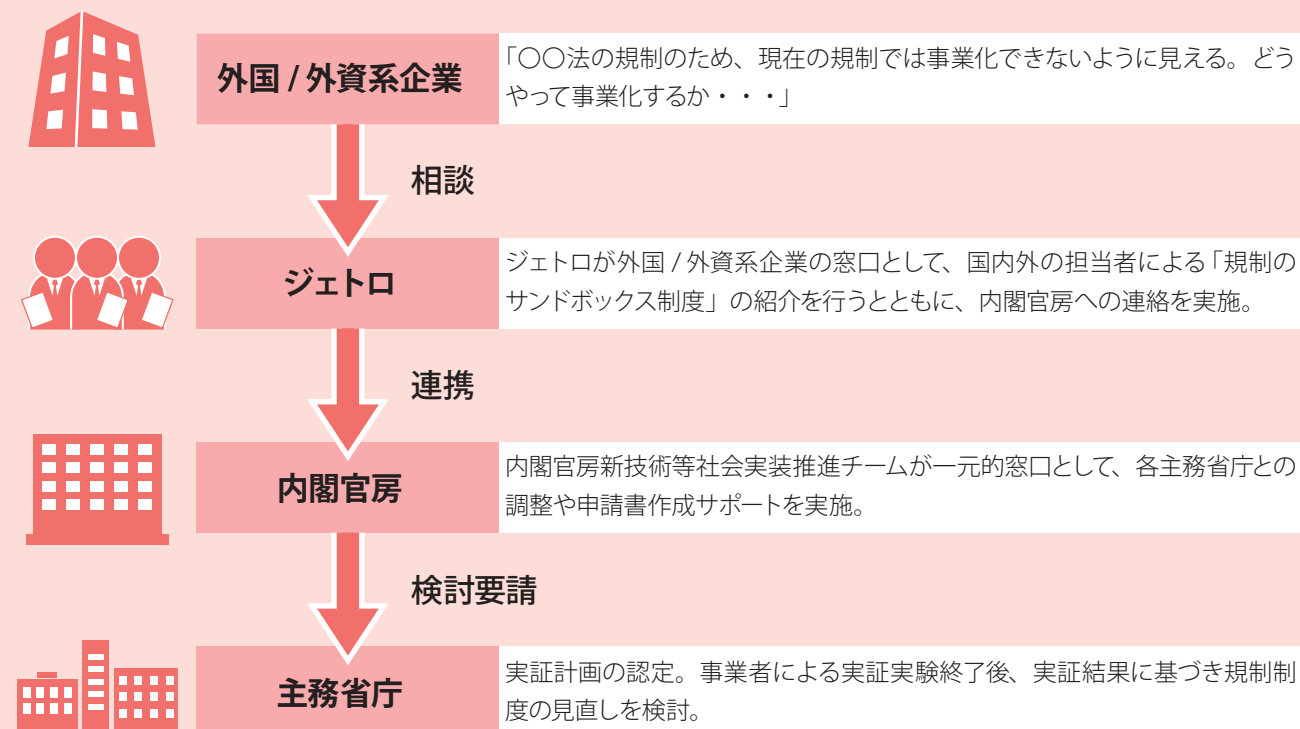 外国 / 外資系企業
「〇〇法の規制のため、現在の規制では事業化できないように見える。どう
やって事業化するか・・・」
相談
ジェトロ
ジェトロが外国 / 外資系企業の窓口として、国内外の担当者による「規制の
サンドボックス制度」の紹介を行うとともに、内閣官房への連絡を実施。
連携
内閣官房
内閣官房新技術等社会実装推進チームが一元的窓口として、各主務省庁との
調整や申請書作成サポートを実施。
検討要請
主務省庁
実証計画の認定。事業者による実証実験終了後、実証結果に基づき規制制
度の見直しを検討。